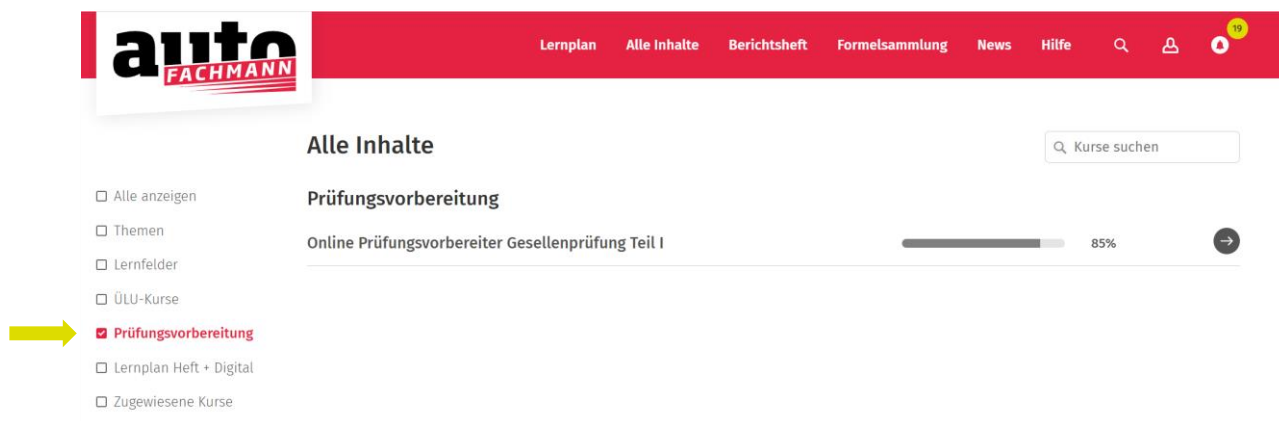 auto
FACHMANN
Lernplan Alle Inhalte Berichtsheft Formelsammlung News Hilfe 19
Alle Inhalte
Kurse suchen
Alle anzeigen
Themen
Lernfelder
ÜLU-Kurse
Prüfungsvorbereitung
Lernplan Heft + Digital
Zugewiesene Kurse
Prüfungsvorbereitung
Online Prüfungsvorbereiter Gesellenprüfung Teil I 85%